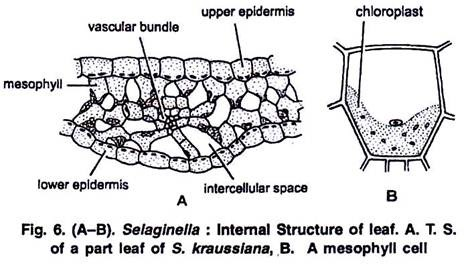 vascular bundle
upper epidermis
chloroplast
mesophyll
lower epidermis
intercellular space
A
B
Fig. 6. (A–B). Selaginella : Internal Structure of leaf. A. T. S.
of a part leaf of S. kraussiana, B. A mesophyll cell